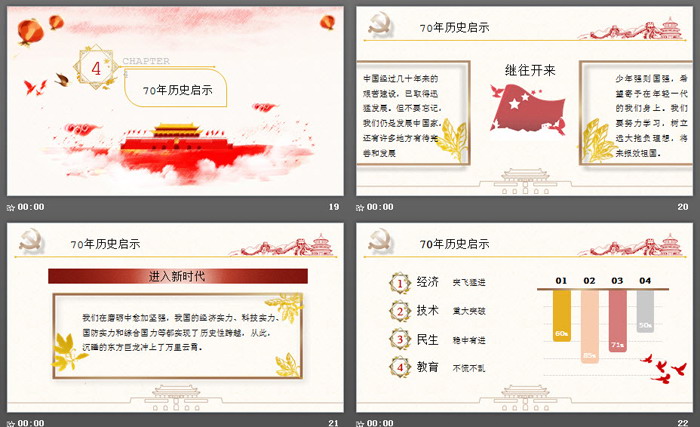 4
CHAPTER
70年历史启示
00:00
19
70年历史启示
继往开来
中国经过几十年来的
艰苦建设，已取得迅
猛发展。但不要忘记，
我们仍是发展中国家，
还有许多地方有待完
善和发展
少年强则国强，希
望寄予在年轻一代
的我们身上。我们
要努力学习，树立
远大抱负理想，将
来报效祖国。
00:00
20
70年历史启示
进入新时代
我们在磨砺中愈加坚强，我国的经济实力、科技实力、
国防实力和综合国力等都实现了历史性跨越，从此，
沉睡的东方巨龙冲上了万里云霄。
00:00
21
70年历史启示
1 经济 突飞猛进
2 技术 重大突破
3 民生 稳中有进
4 教育 不慌不乱
01 02 03 04
60%
85%
71%
50%
00:00
22